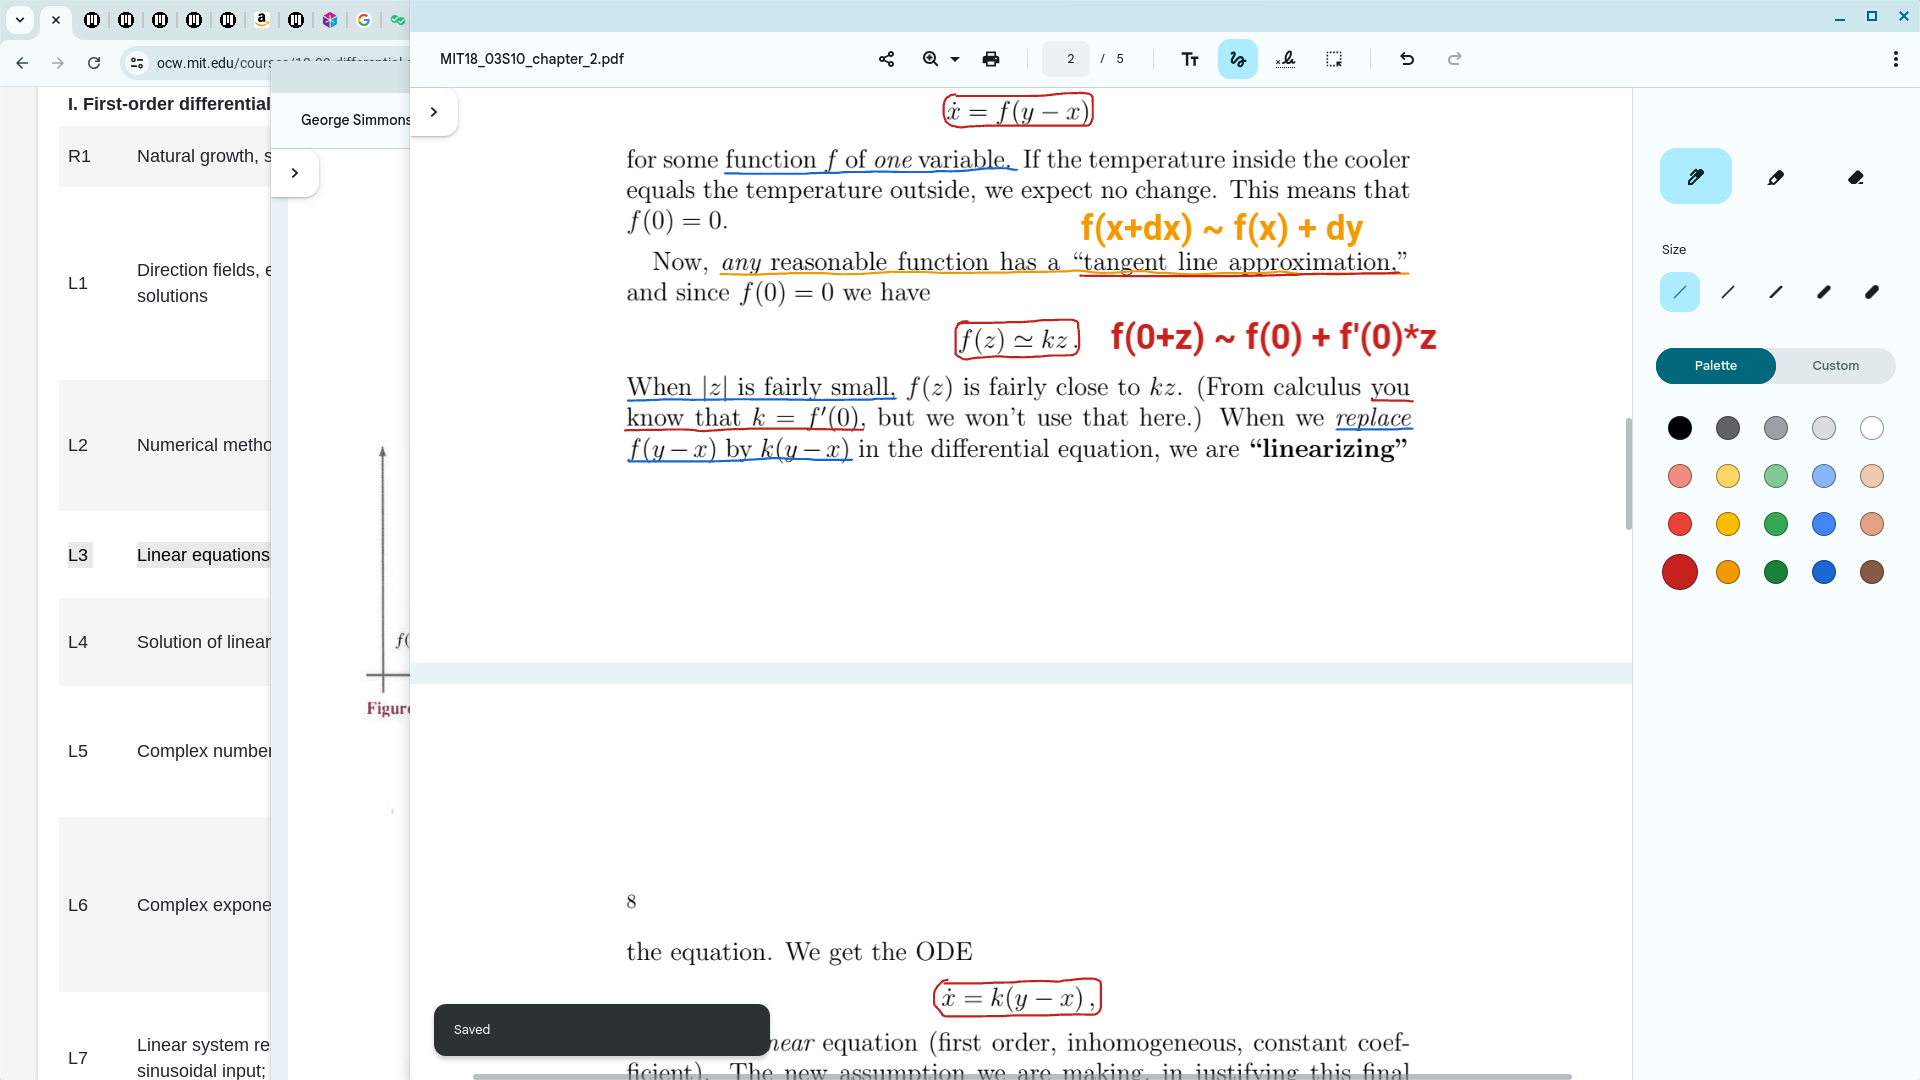 ocw.mit.edu/courses/18-03-differential-
I. First-order differential
R1 Natural growth, s
L1 Direction fields, e
solutions
L2 Numerical metho
L3 Linear equations
L4 Solution of linear
L5 Complex number
L6 Complex expone
L7 Linear system re
sinusoidal input;
George Simmons
f(
Figure
MIT18_03S10_chapter_2.pdf
2 / 5
ẋ = f(y − x)
for some function f of one variable. If the temperature inside the cooler
equals the temperature outside, we expect no change. This means that
f(0) = 0.
f(x+dx) ~ f(x) + dy
Now, any reasonable function has a “tangent line approximation,”
and since f(0) = 0 we have
f(z) ≃ kz.
f(0+z) ~ f(0) + f'(0)*z
When |z| is fairly small, f(z) is fairly close to kz. (From calculus you
know that k = f′(0), but we won’t use that here.) When we replace
f(y − x) by k(y − x) in the differential equation, we are “linearizing”
8
the equation. We get the ODE
ẋ = k(y − x),
near equation (first order, inhomogeneous, constant coef-
ficient). The new assumption we are making, in justifying this final
Saved
Size
Palette
Custom